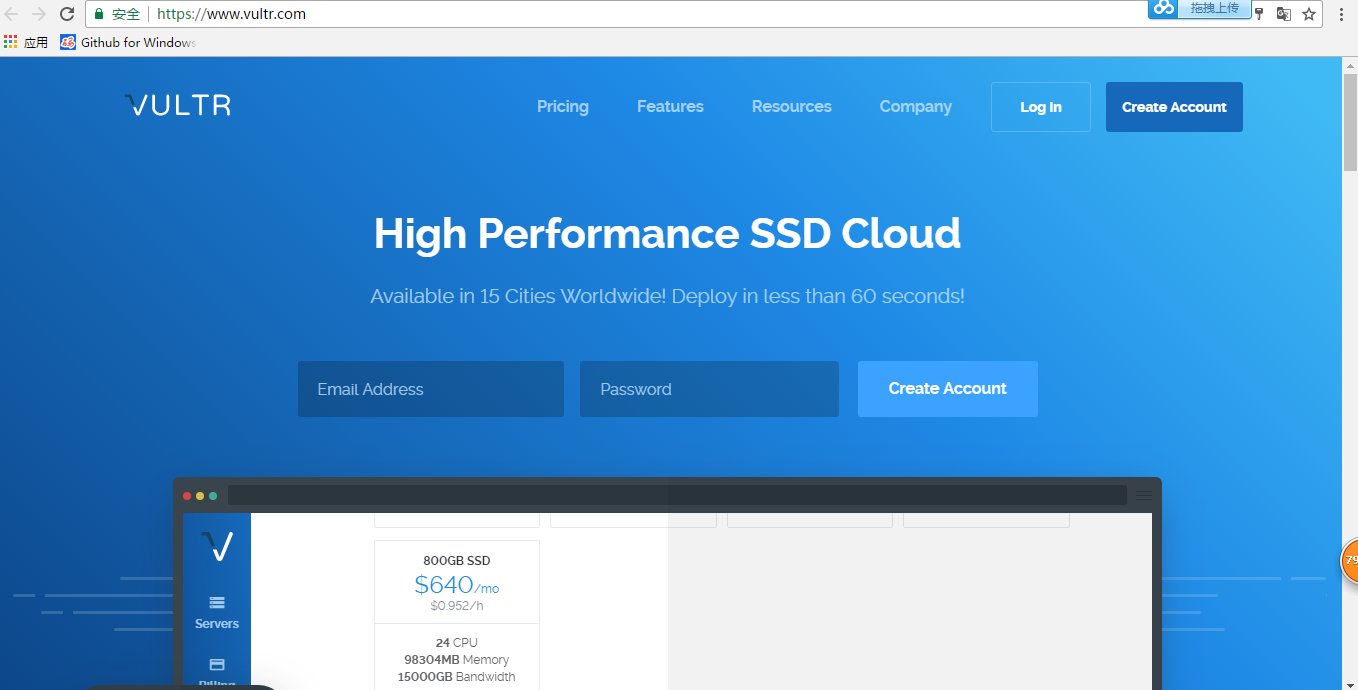 安全 https://www.vultr.com 拖拽上传
应用 Github for Windows
VULTR Pricing Features Resources Company Log In Create Account
High Performance SSD Cloud
Available in 15 Cities Worldwide! Deploy in less than 60 seconds!
Email Address Password Create Account
800GB SSD
$640/mo
$0.952/h
79
Servers
24 CPU
98304MB Memory
15000GB Bandwidth
Billing